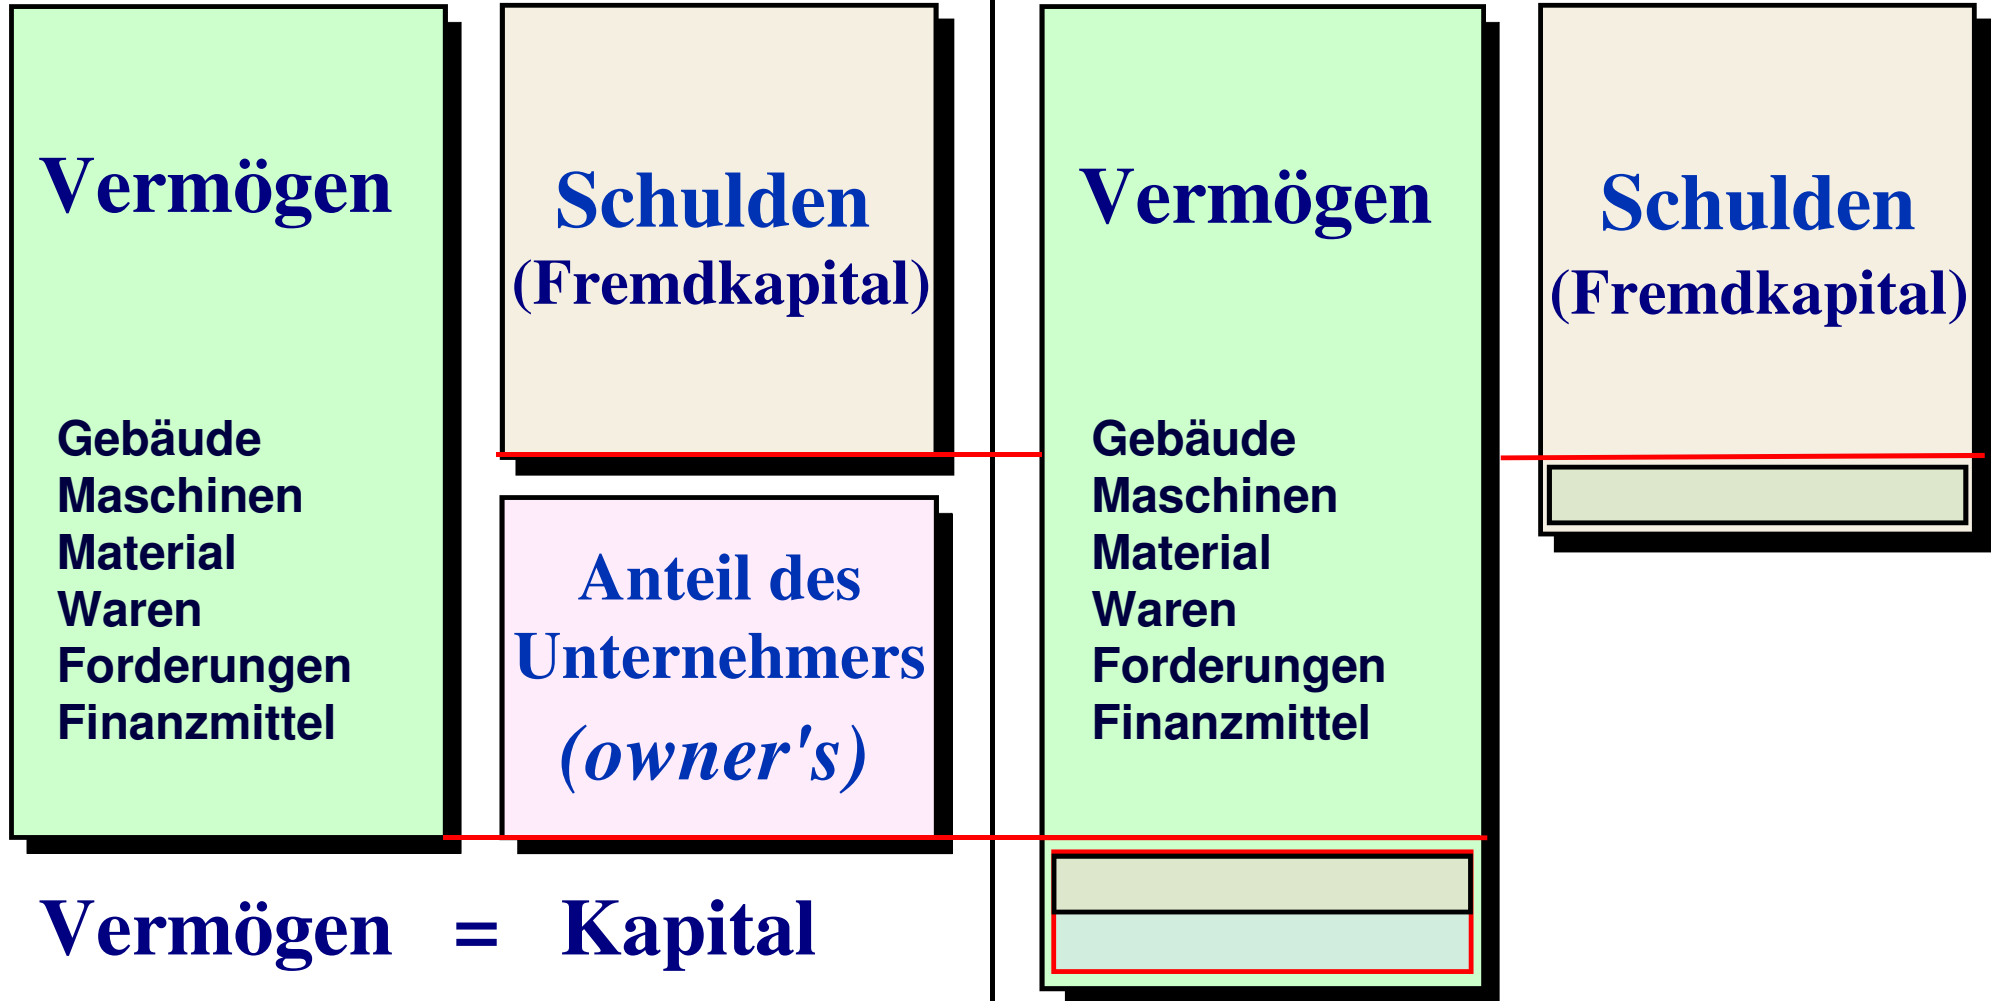 Vermögen
Gebäude
Maschinen
Material
Waren
Forderungen
Finanzmittel
Schulden
(Fremdkapital)
Anteil des
Unternehmers
(owner's)
Vermögen = Kapital
Vermögen
Gebäude
Maschinen
Material
Waren
Forderungen
Finanzmittel
Schulden
(Fremdkapital)